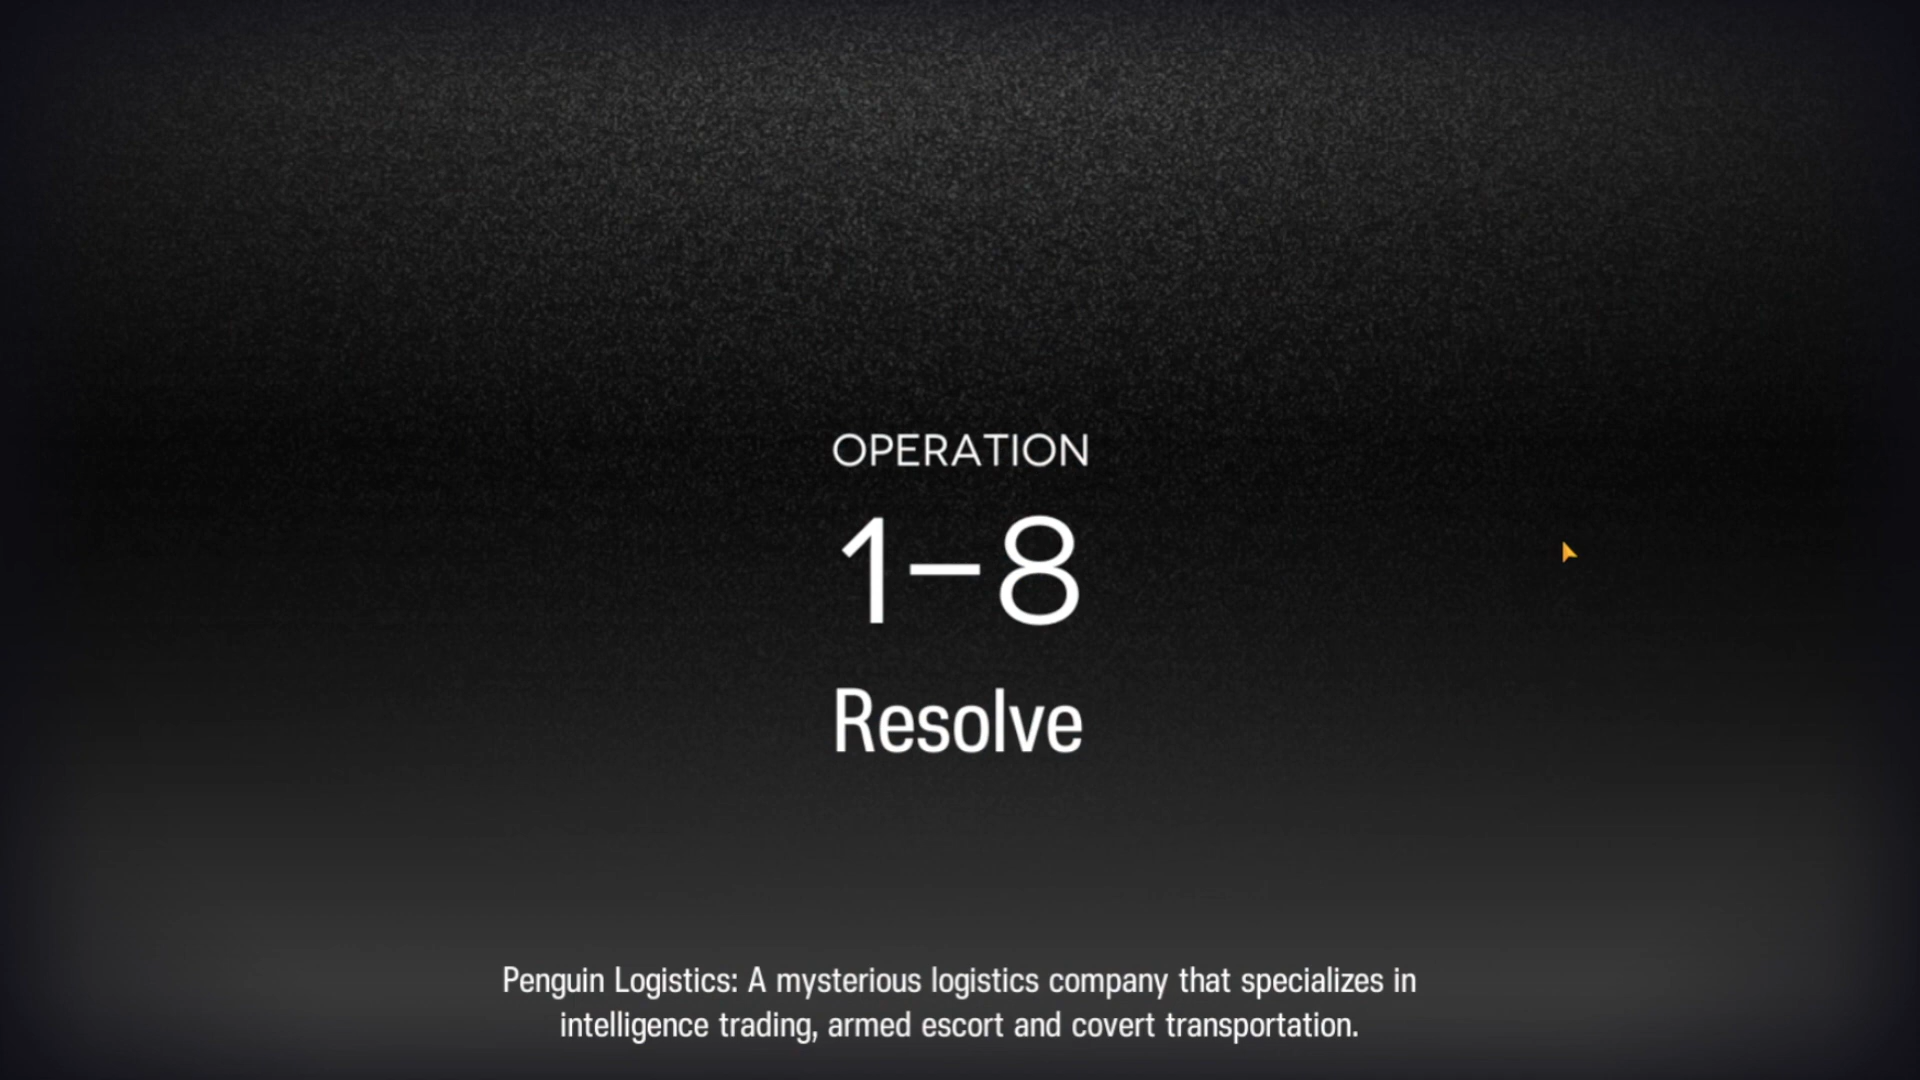 OPERATION
1–8
Resolve
Penguin Logistics: A mysterious logistics company that specializes in
intelligence trading, armed escort and covert transportation.